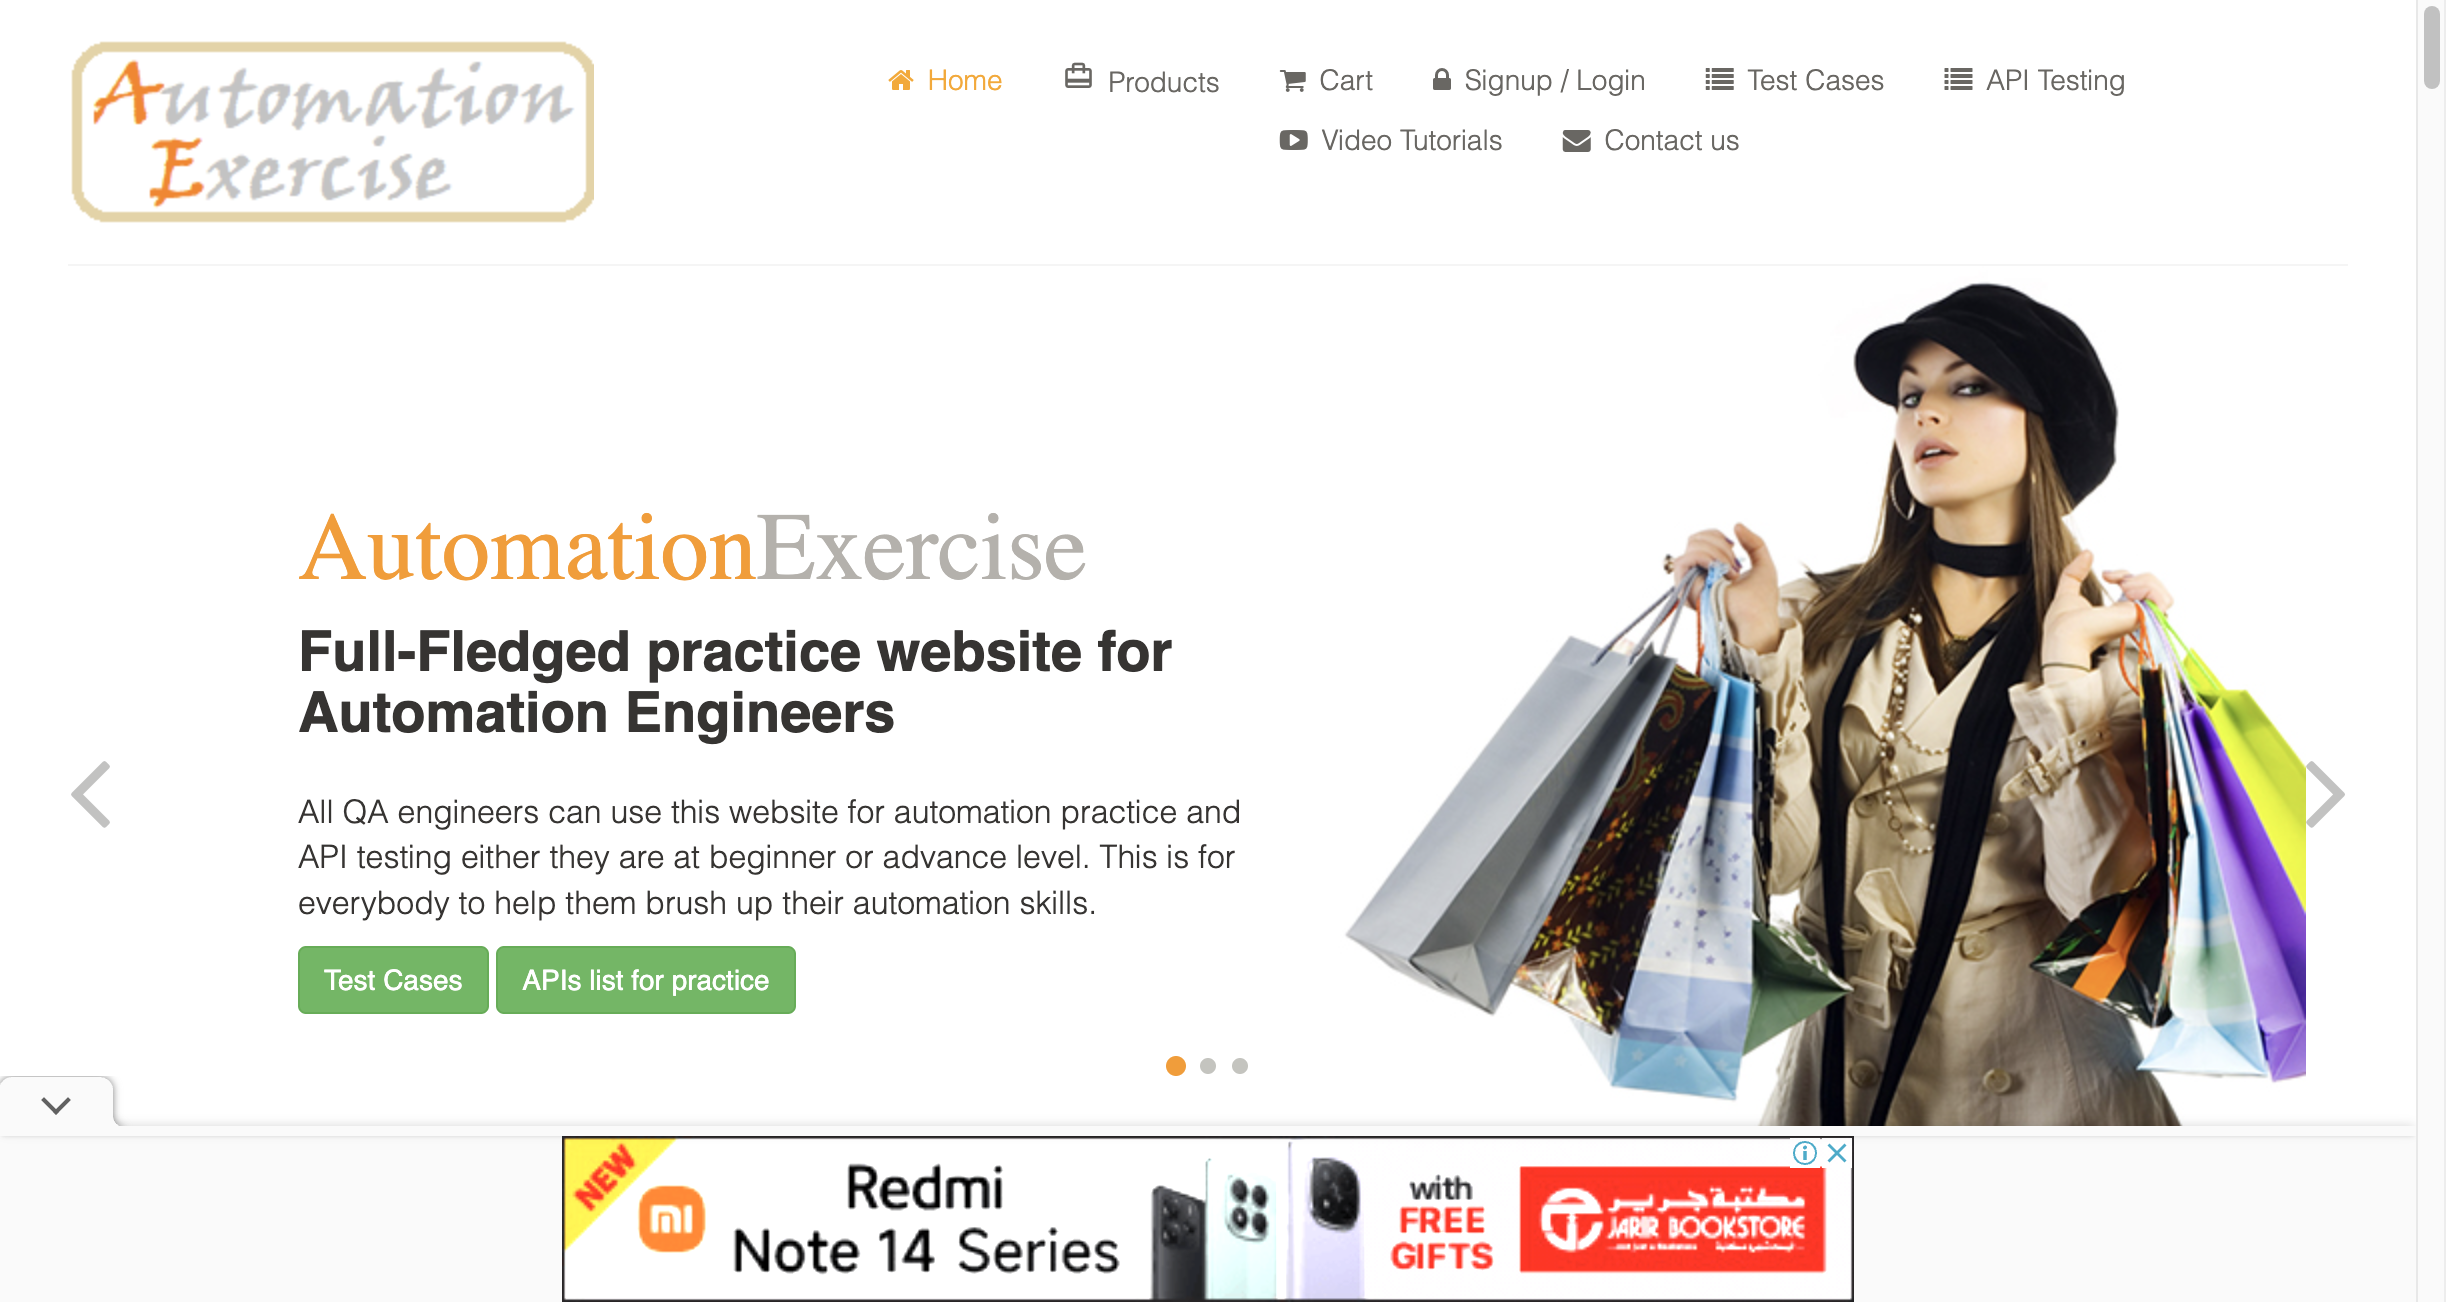 Automation
Exercise
Home
Products
Cart
Signup / Login
Test Cases
API Testing
Video Tutorials
Contact us
AutomationExercise
Full-Fledged practice website for
Automation Engineers
All QA engineers can use this website for automation practice and
API testing either they are at beginner or advance level. This is for
everybody to help them brush up their automation skills.
Test Cases
APIs list for practice
NEW
mi
Redmi
Note 14 Series
with
FREE
GIFTS
مكتبة جرير
JARIR BOOKSTORE